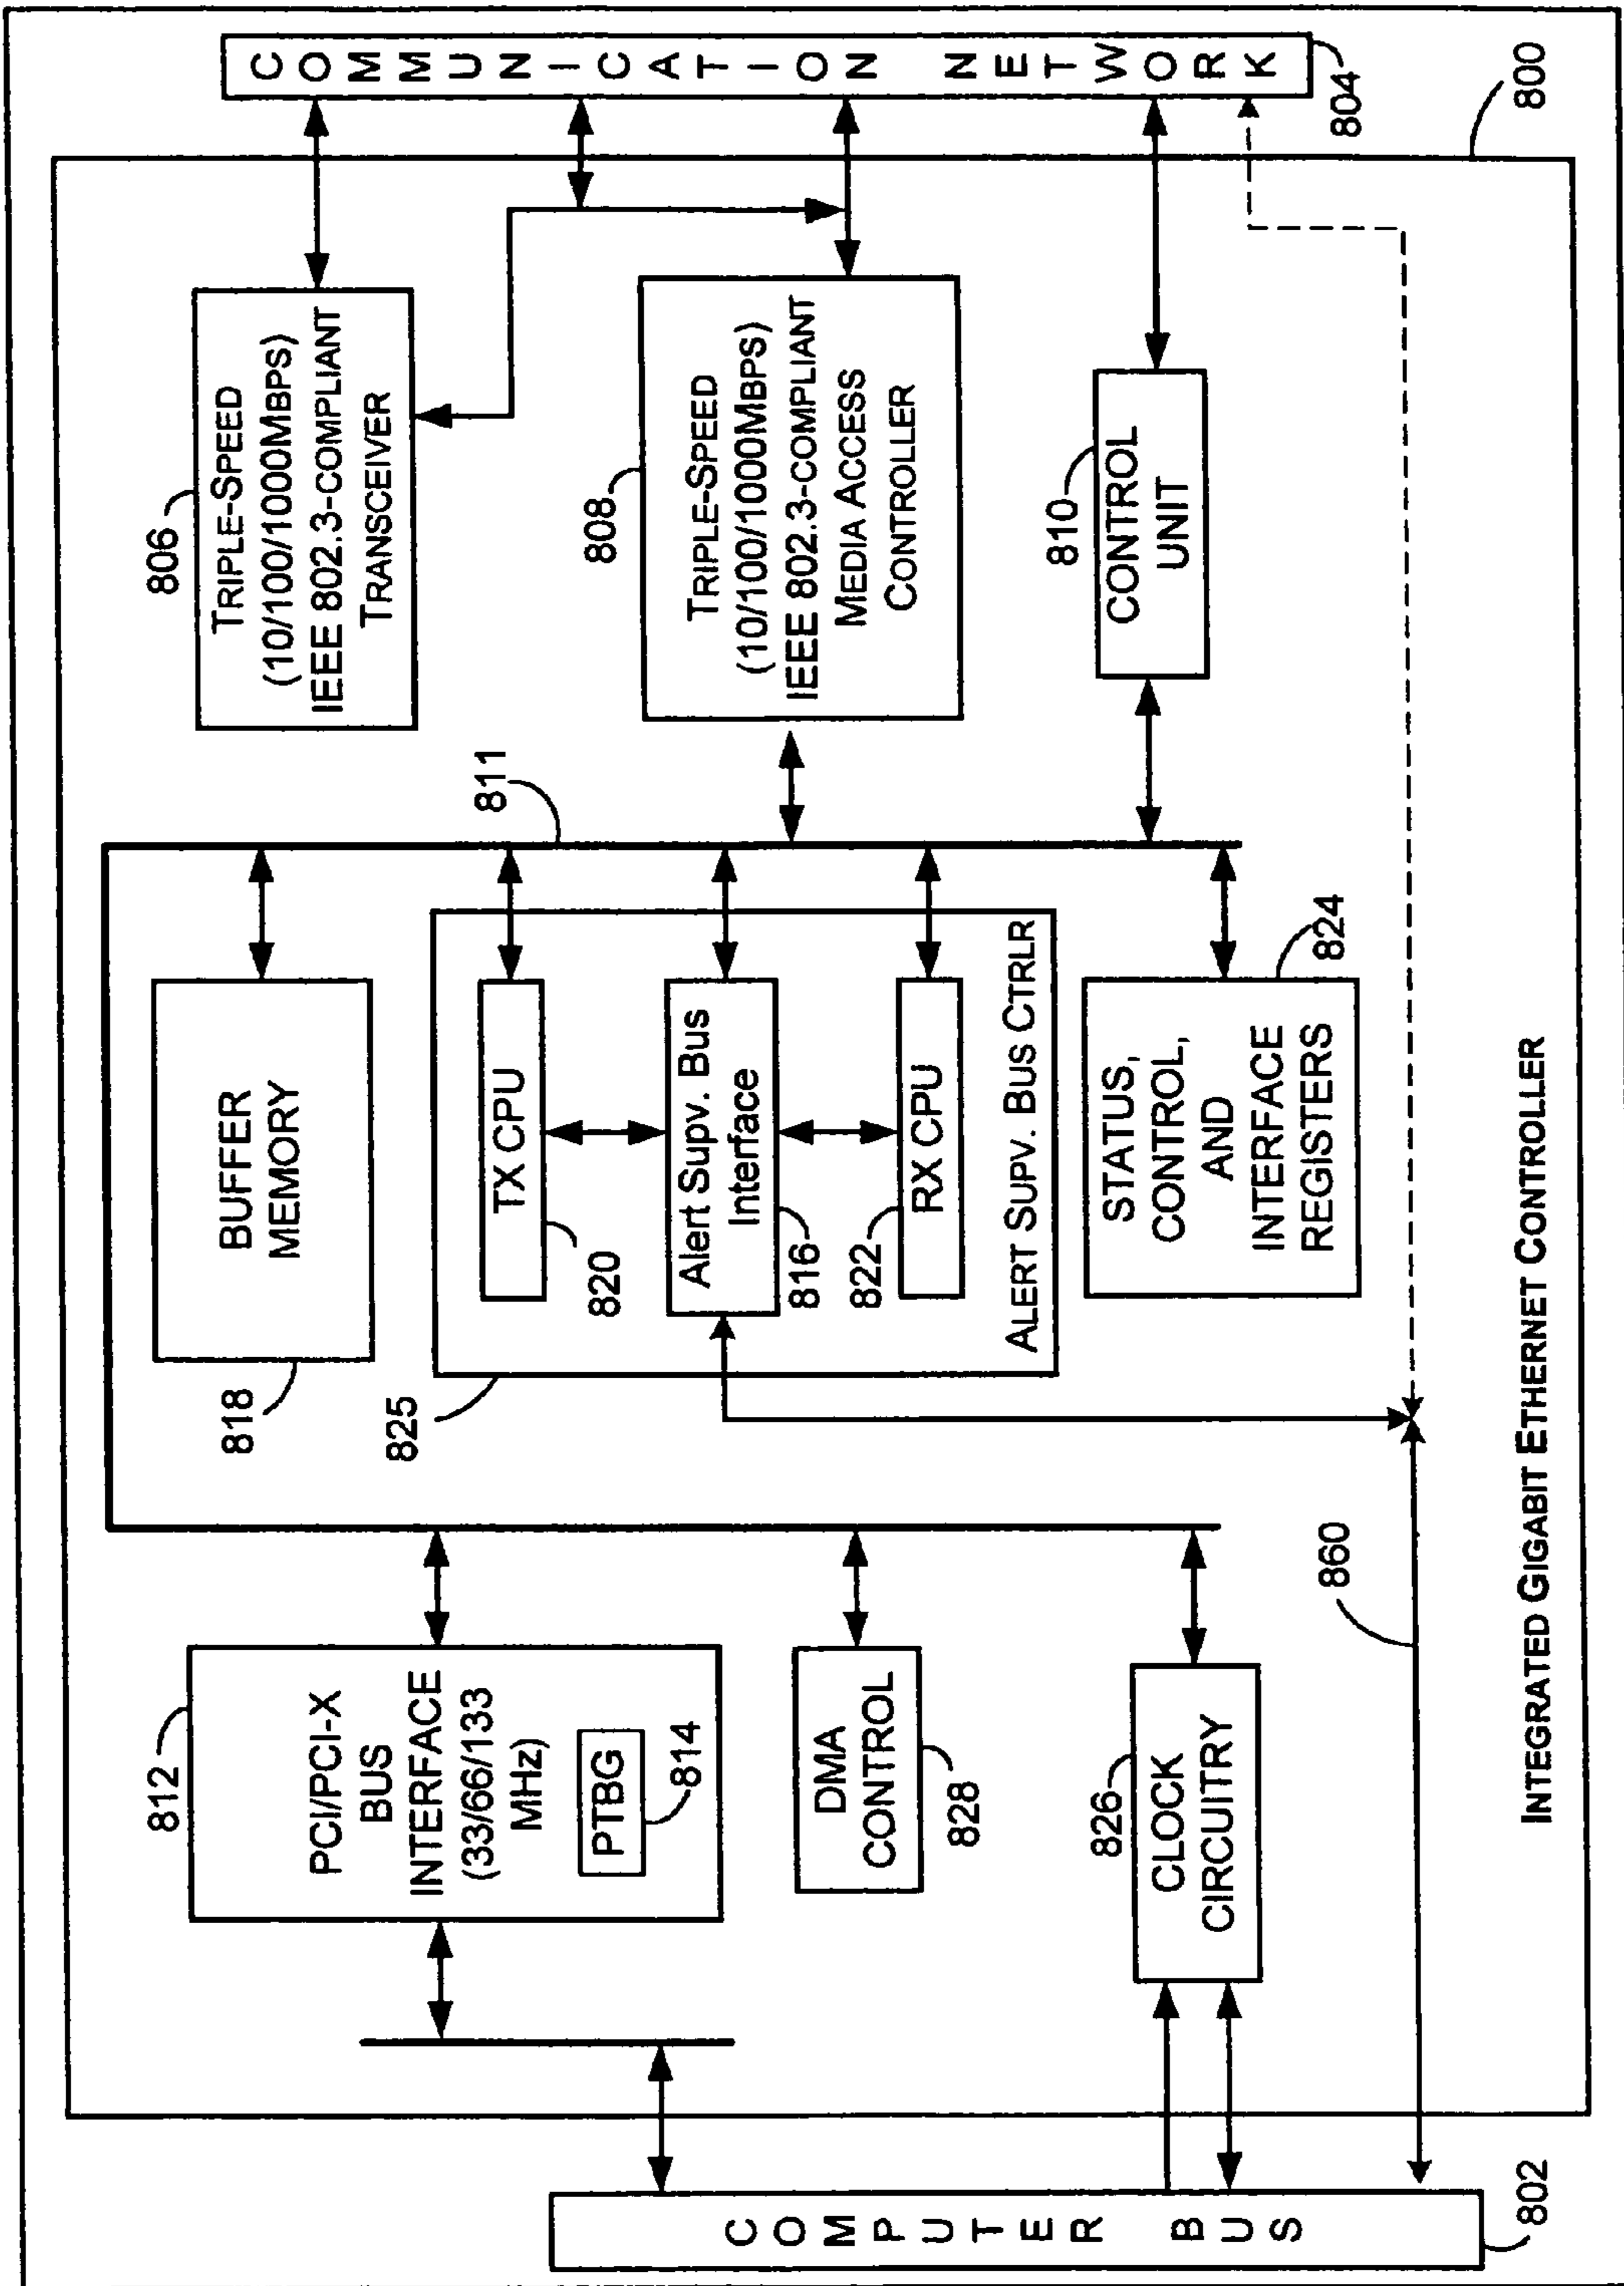 COMMUNICATION NETWORK
804
800
806
TRIPLE-SPEED
(10/100/1000MBPS)
IEEE 802.3-COMPLIANT
TRANSCEIVER
808
TRIPLE-SPEED
(10/100/1000MBPS)
IEEE 802.3-COMPLIANT
MEDIA ACCESS
CONTROLLER
810
CONTROL
UNIT
811
BUFFER
MEMORY
818
TX CPU
820
Alert Supv. Bus
Interface
816
RX CPU
822
ALERT SUPV. BUS CTRLR
825
STATUS,
CONTROL,
AND
INTERFACE
REGISTERS
824
812
PCI/PCI-X
BUS
INTERFACE
(33/66/133
MHz)
PTBG
814
DMA
CONTROL
828
826
CLOCK
CIRCUITRY
860
COMPUTER BUS
802
INTEGRATED GIGABIT ETHERNET CONTROLLER